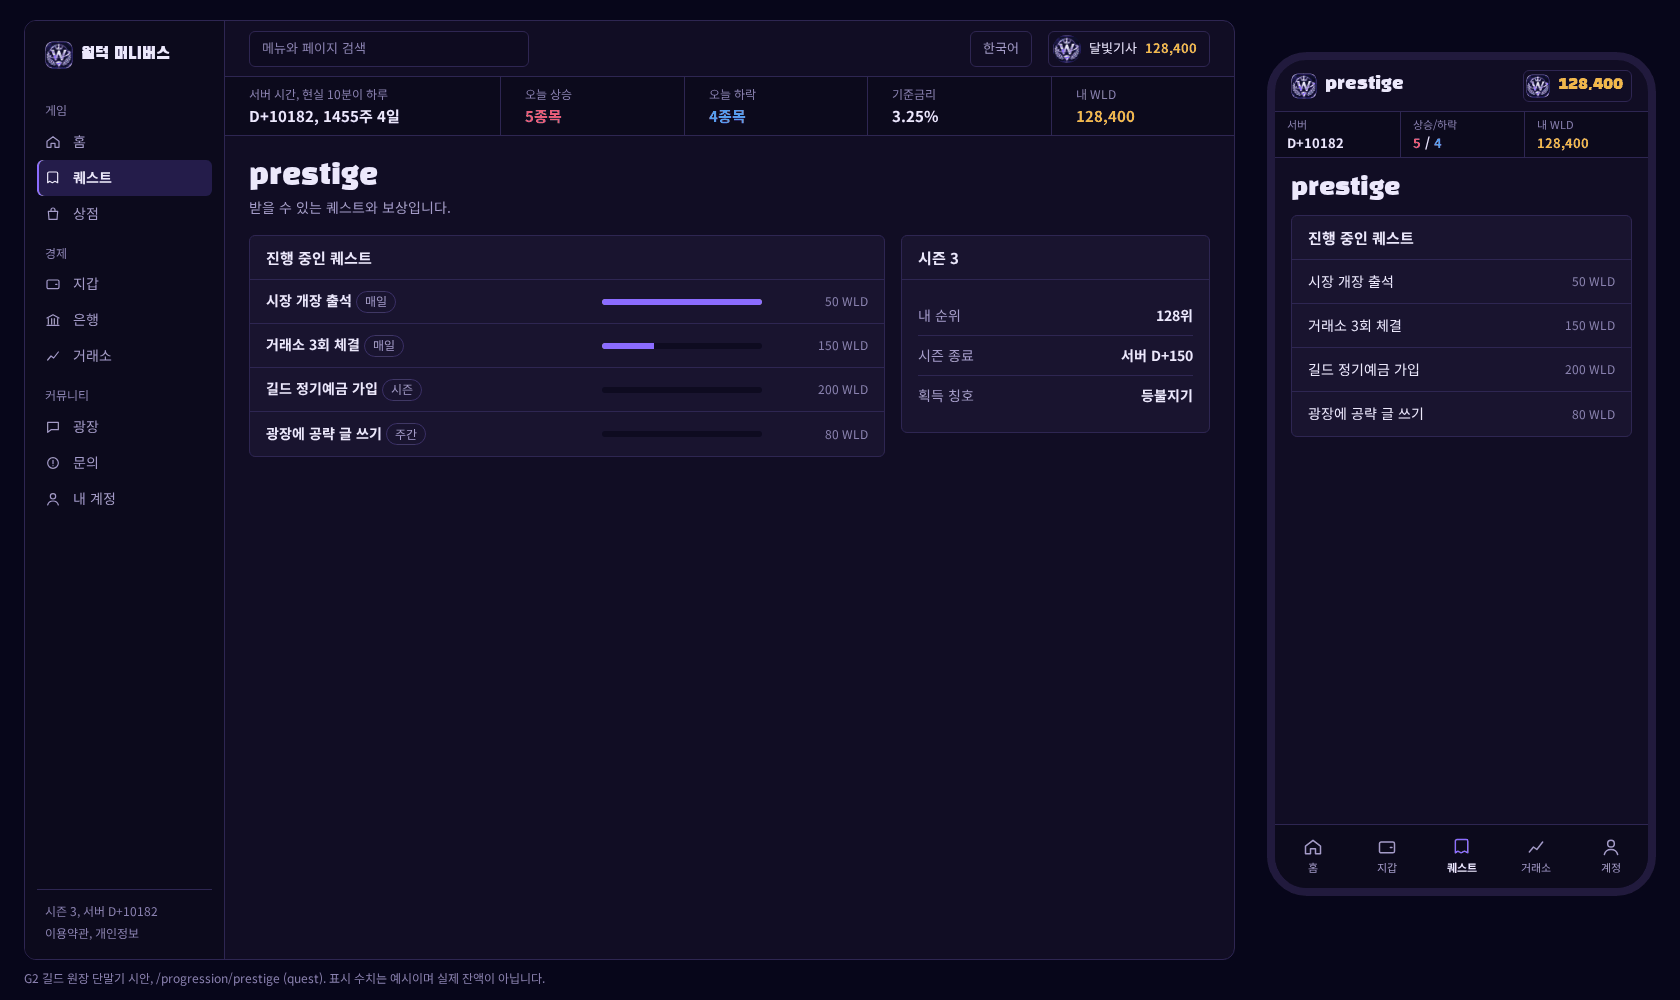 월덕 머니버스
게임
홈
퀘스트
상점
경제
지갑
은행
거래소
커뮤니티
광장
문의
내 계정
시즌 3, 서버 D+10182
이용약관, 개인정보
메뉴와 페이지 검색
한국어
달빛기사 128,400
서버 시간, 현실 10분이 하루
D+10182, 1455주 4일
오늘 상승
5종목
오늘 하락
4종목
기준금리
3.25%
내 WLD
128,400
prestige
받을 수 있는 퀘스트와 보상입니다.
진행 중인 퀘스트
시장 개장 출석 매일 50 WLD
거래소 3회 체결 매일 150 WLD
길드 정기예금 가입 시즌 200 WLD
광장에 공략 글 쓰기 주간 80 WLD
시즌 3
내 순위 128위
시즌 종료 서버 D+150
획득 칭호 등불지기
prestige 128,400
서버
D+10182
상승/하락
5 / 4
내 WLD
128,400
prestige
진행 중인 퀘스트
시장 개장 출석 50 WLD
거래소 3회 체결 150 WLD
길드 정기예금 가입 200 WLD
광장에 공략 글 쓰기 80 WLD
홈 지갑 퀘스트 거래소 계정
G2 길드 원장 단말기 시안, /progression/prestige (quest). 표시 수치는 예시이며 실제 잔액이 아닙니다.